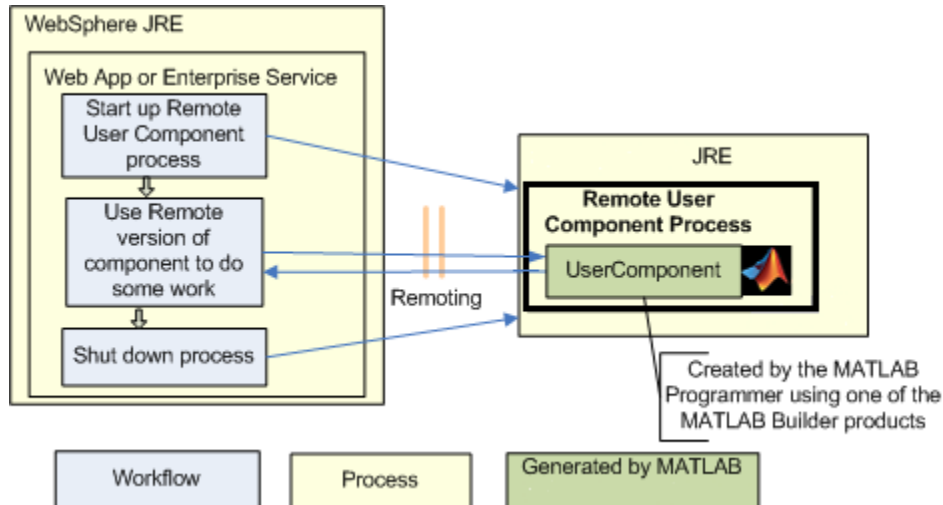 WebSphere JRE
Web App or Enterprise Service
Start up Remote
User Component
process
Use Remote
version of
component to do
some work
Shut down process
Remoting
JRE
Remote User
Component Process
UserComponent
Created by the MATLAB
Programmer using one of the
MATLAB Builder products
Workflow
Process
Generated by MATLAB